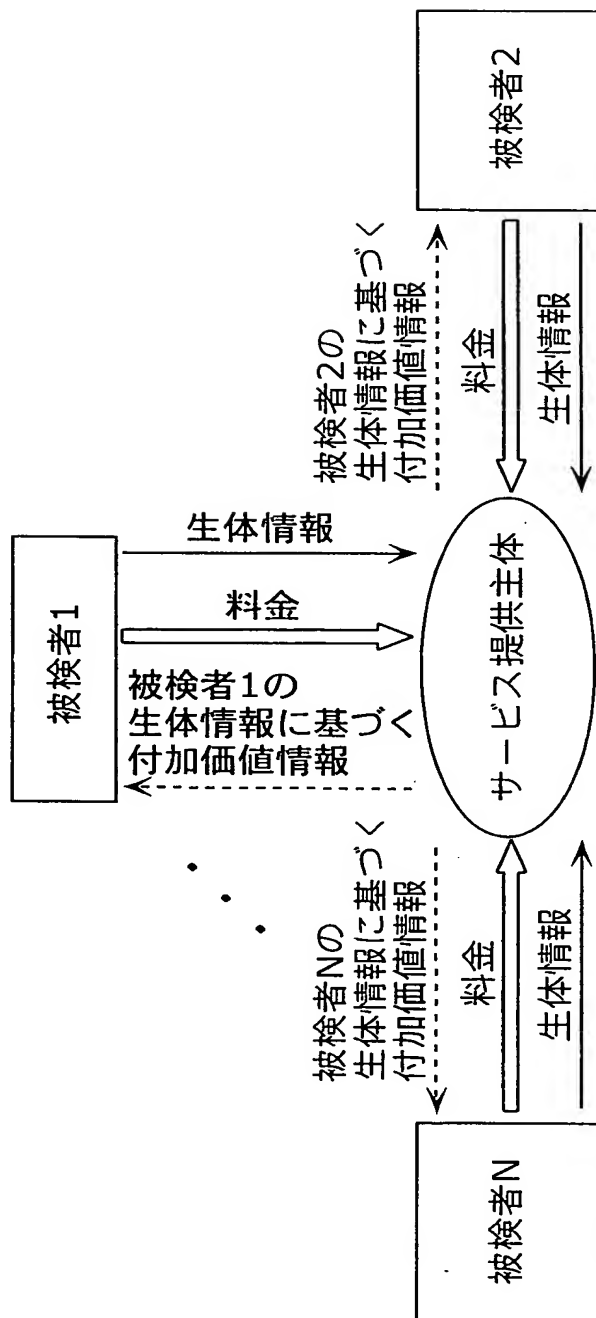 被検者1
生体情報
料金
被検者1の
生体情報に基づく
付加価値情報
被検者2
被検者2の
生体情報に基づく
付加価値情報
料金
生体情報
サービス提供主体
被検者Nの
生体情報に基づく
付加価値情報
料金
生体情報
被検者N